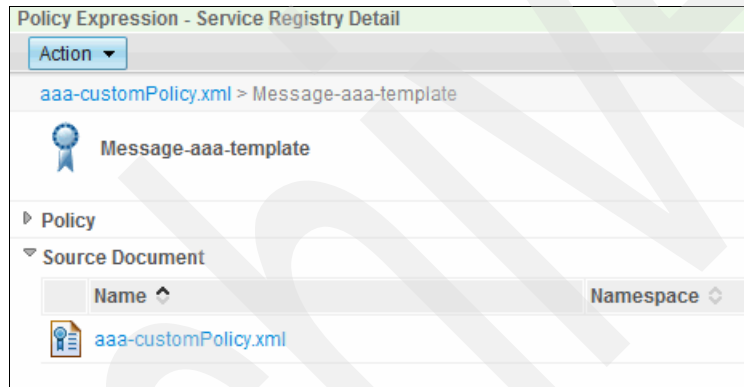 Policy Expression - Service Registry Detail
Action
aaa-customPolicy.xml > Message-aaa-template
Message-aaa-template
Policy
Source Document
Name Namespace
aaa-customPolicy.xml